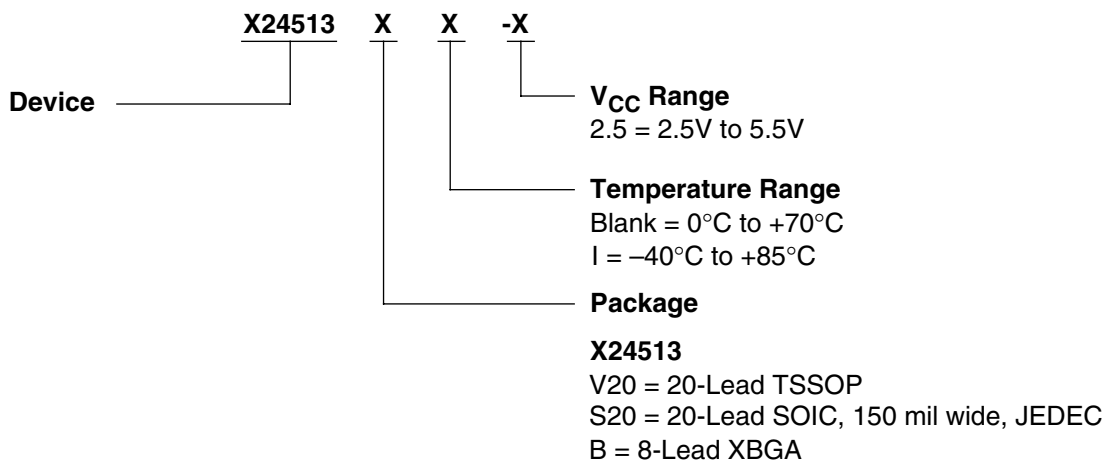 X24513 X X -X
Device
VCC Range
2.5 = 2.5V to 5.5V
Temperature Range
Blank = 0°C to +70°C
I = –40°C to +85°C
Package
X24513
V20 = 20-Lead TSSOP
S20 = 20-Lead SOIC, 150 mil wide, JEDEC
B = 8-Lead XBGA